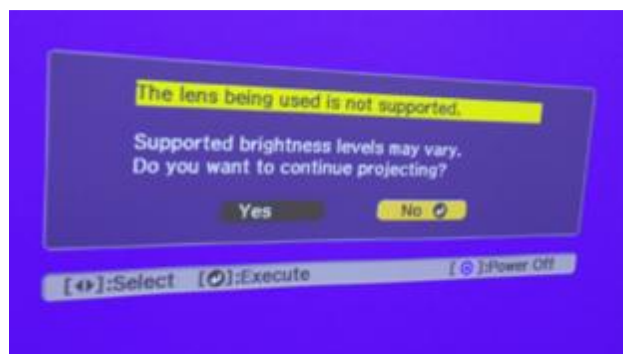 The lens being used is not supported.
Supported brightness levels may vary.
Do you want to continue projecting?
Yes No
[◀▶]:Select [⏎]:Execute [⏻]:Power Off